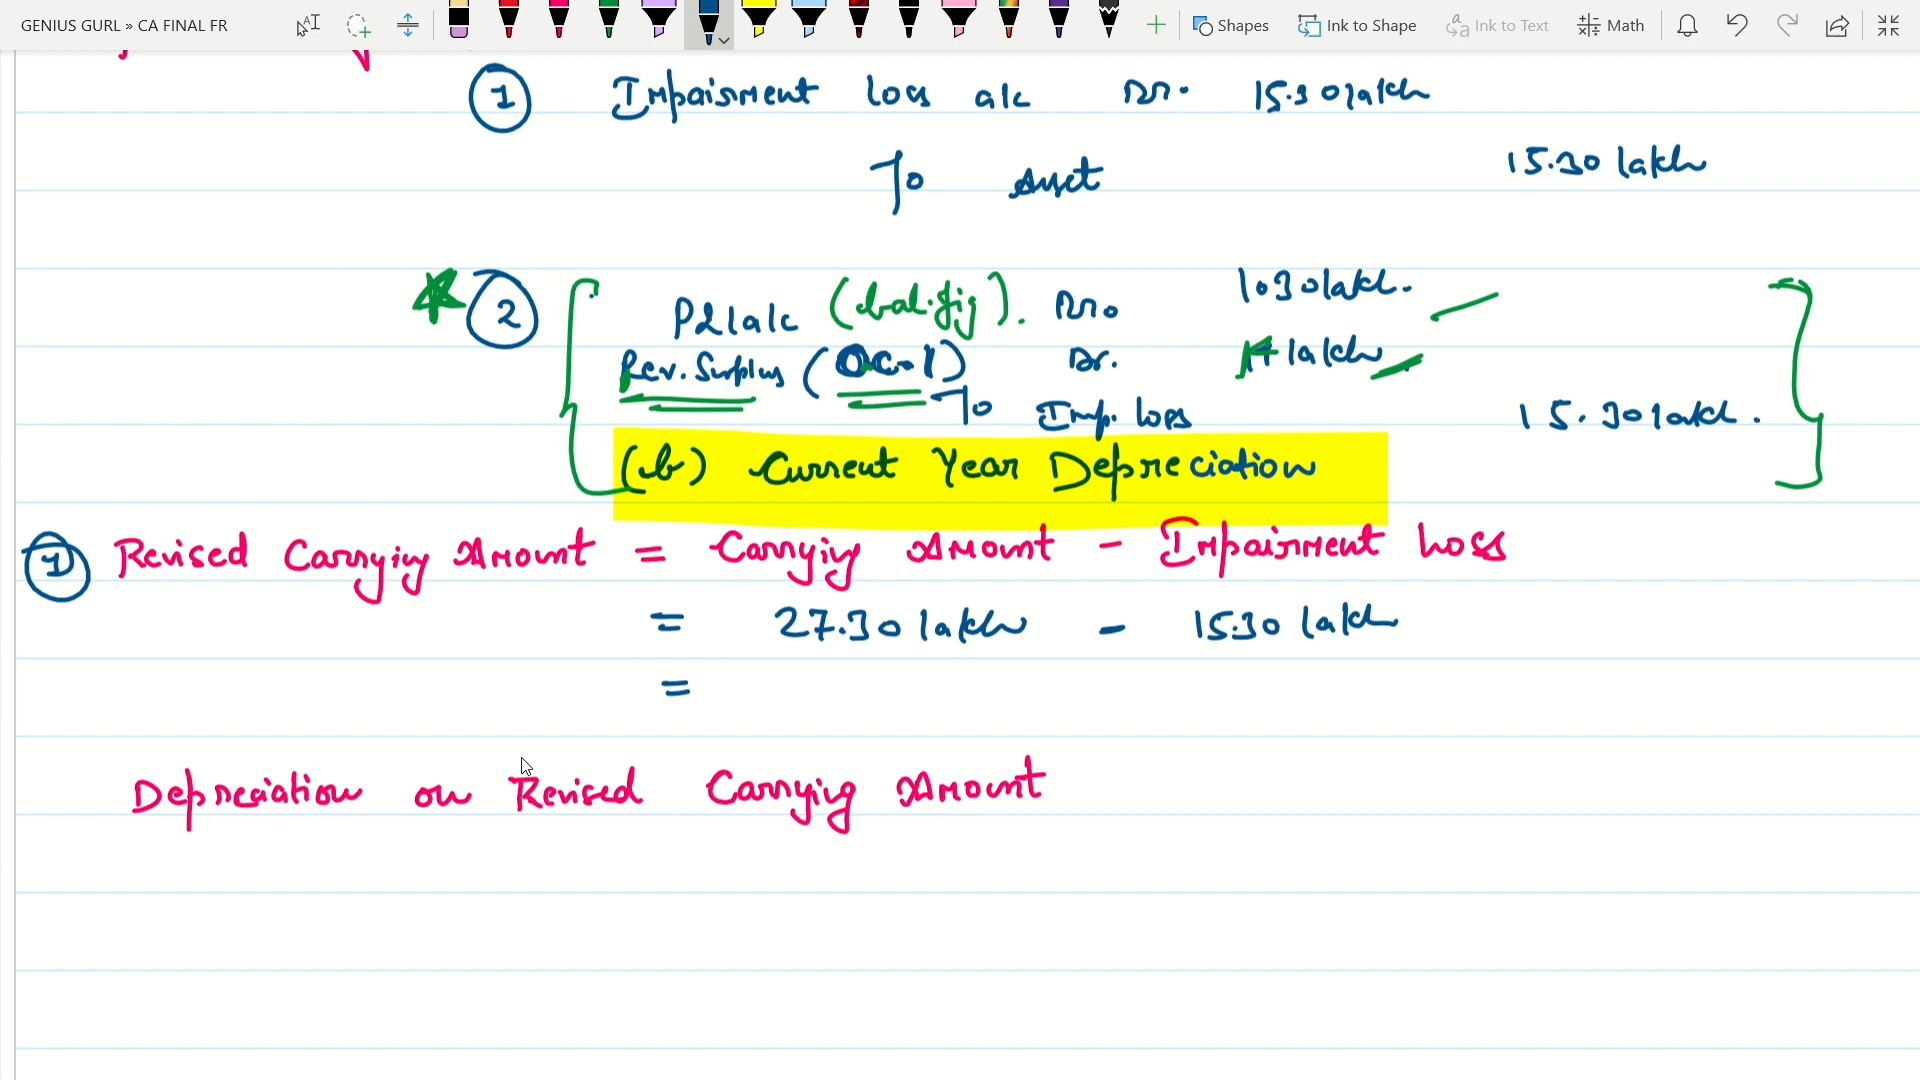 GENIUS GURL » CA FINAL FR Shapes Ink to Shape Ink to Text Math
① Impairment loss a/c Dr. 15.30 lakh
To Asset 15.30 lakh
② P&L a/c (bal.fig). Dr. 1.30 lakh.
Rev. Surplus (OCI) Dr. 14 lakh
To Imp. loss 15.30 lakh.
(b) Current Year Depreciation
① Revised Carrying Amount = Carrying Amount - Impairment Loss
= 27.30 lakh - 15.30 lakh
=
Depreciation on Revised Carrying Amount